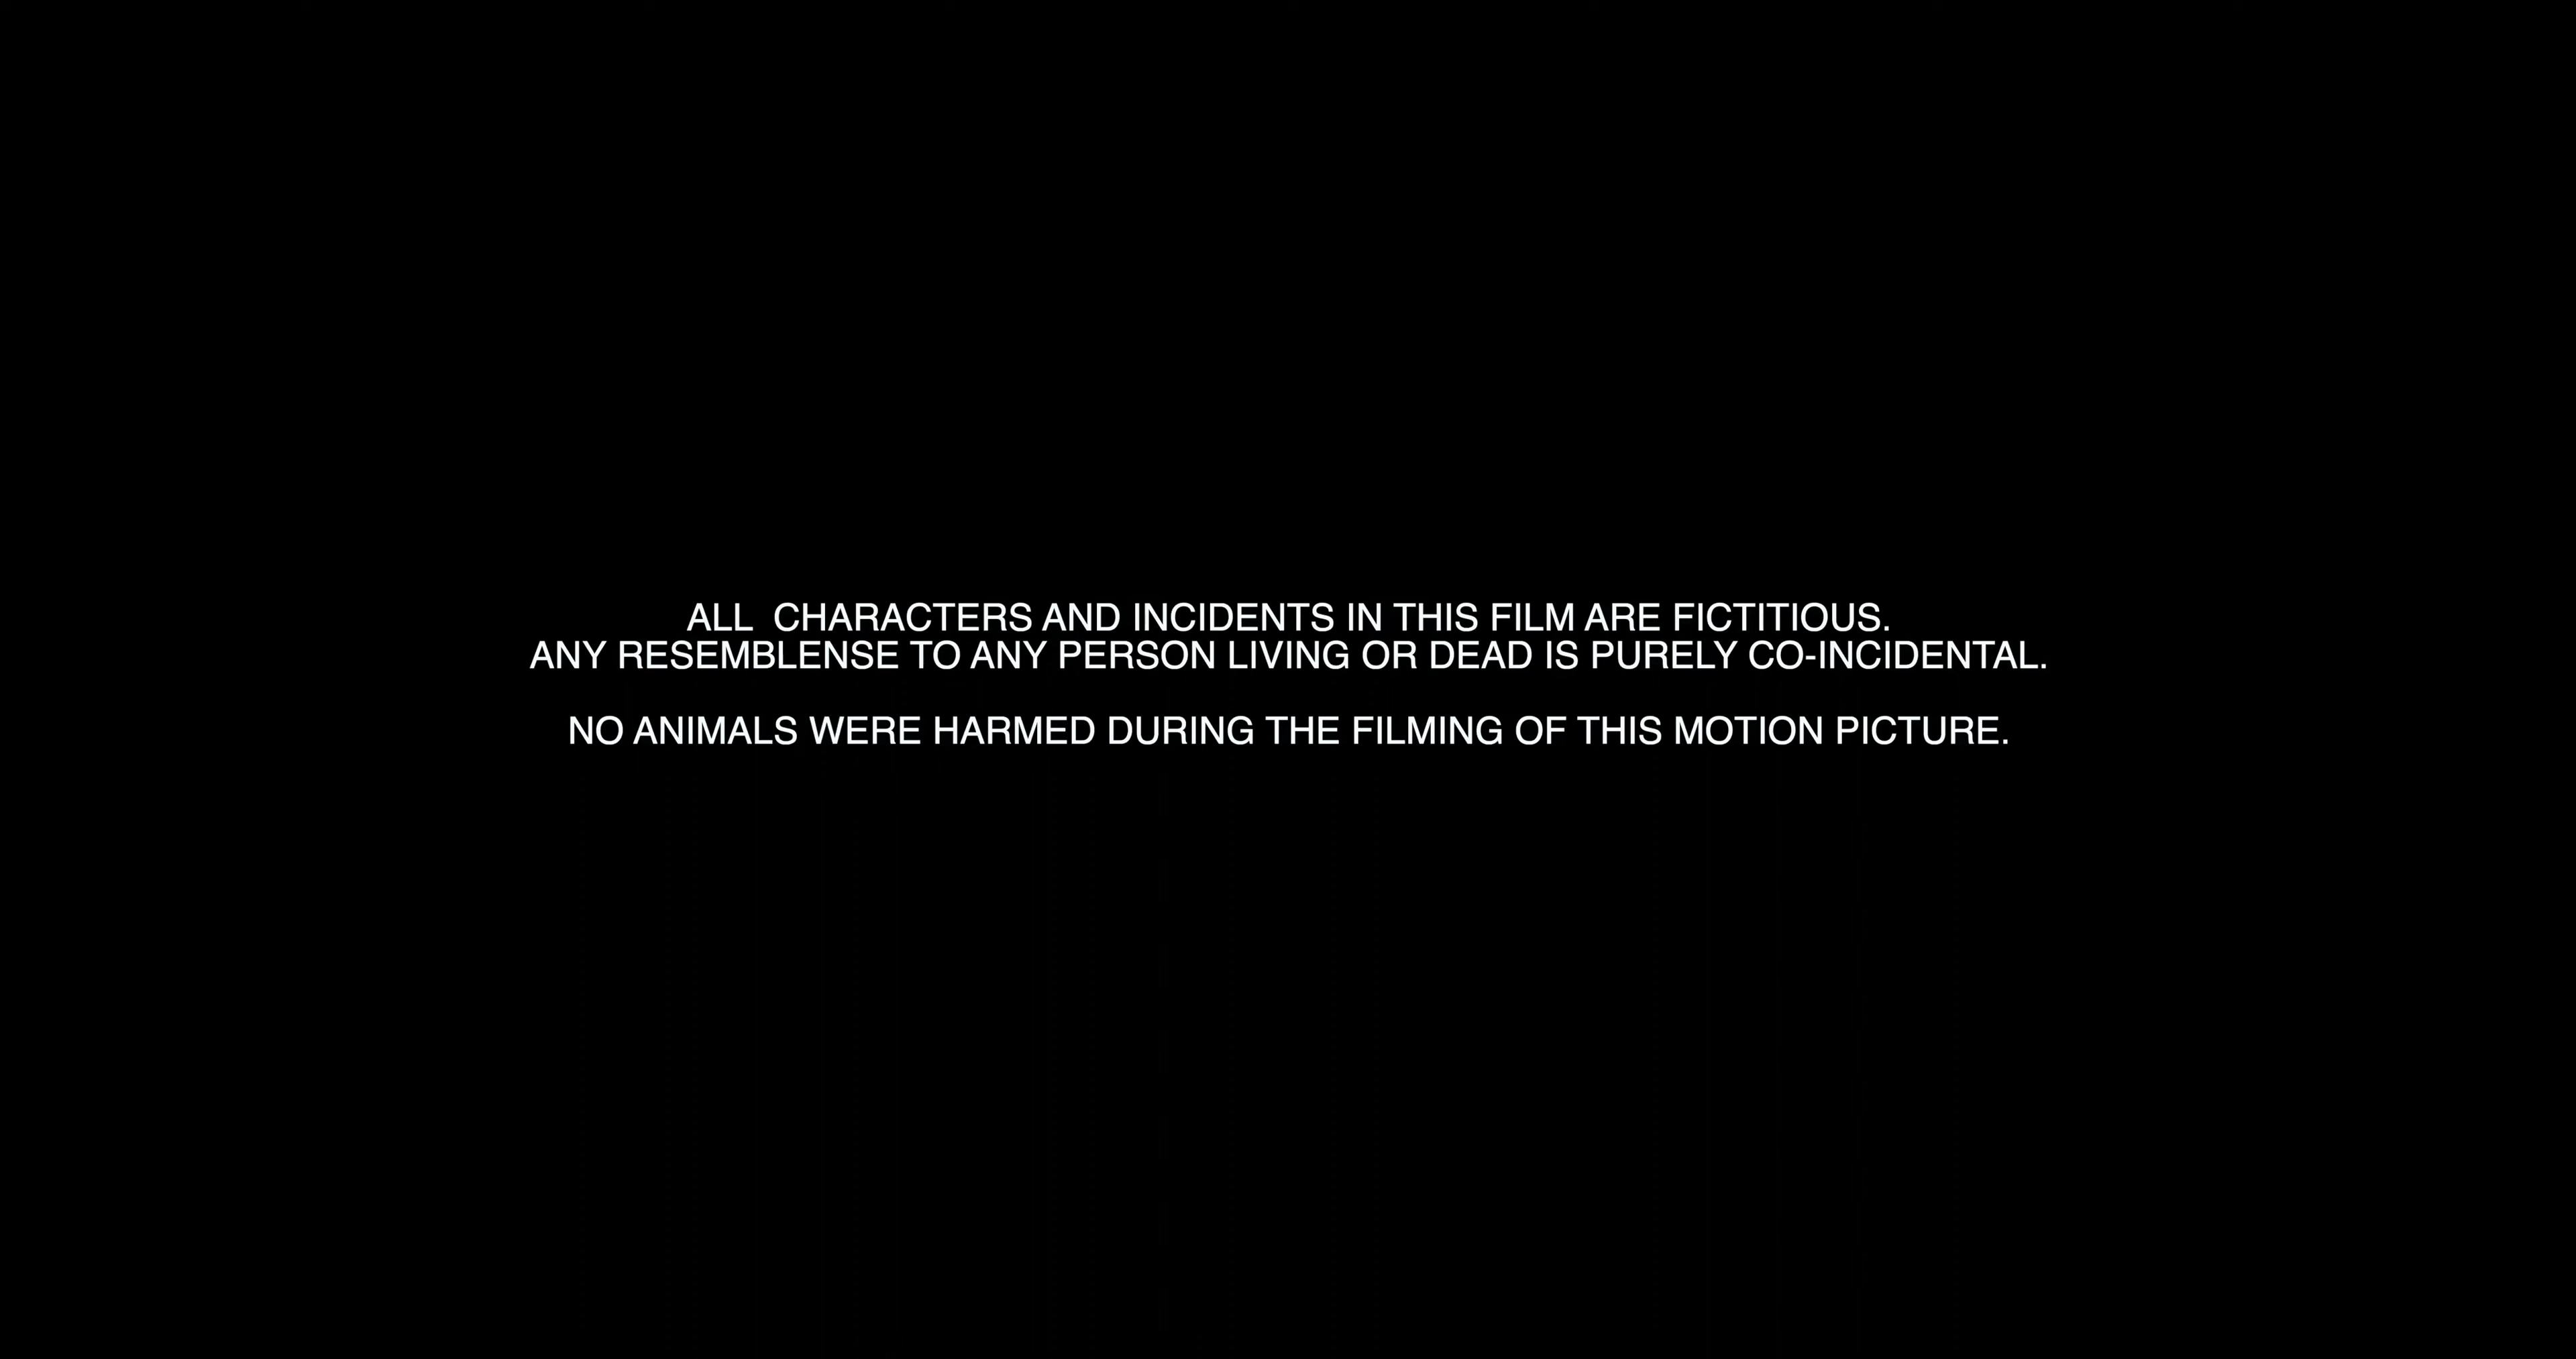 ALL  CHARACTERS AND INCIDENTS IN THIS FILM ARE FICTITIOUS.
ANY RESEMBLENSE TO ANY PERSON LIVING OR DEAD IS PURELY CO-INCIDENTAL.
NO ANIMALS WERE HARMED DURING THE FILMING OF THIS MOTION PICTURE.